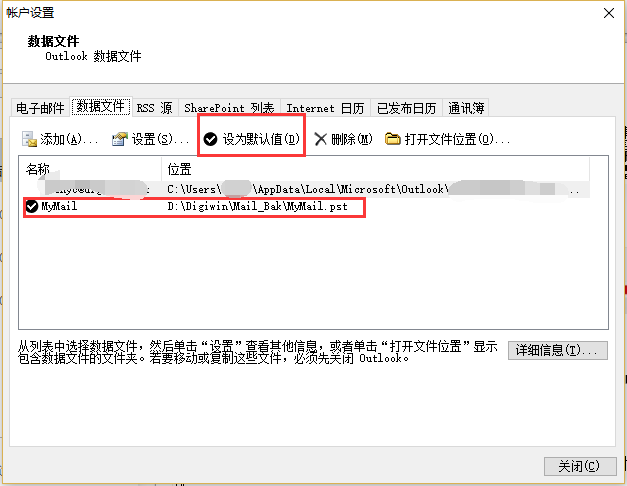 帐户设置
数据文件
Outlook 数据文件
电子邮件 数据文件 RSS 源 SharePoint 列表 Internet 日历 已发布日历 通讯簿
添加(A)... 设置(S)... 设为默认值(D) 删除(M) 打开文件位置(O)...
名称 位置
C:\Users\ \AppData\Local\Microsoft\Outlook\ ..
MyMail D:\Digiwin\Mail_Bak\MyMail.pst
从列表中选择数据文件，然后单击“设置”查看其他信息，或者单击“打开文件位置”显示
包含数据文件的文件夹。若要移动或复制这些文件，必须先关闭 Outlook。
详细信息(T)...
关闭(C)